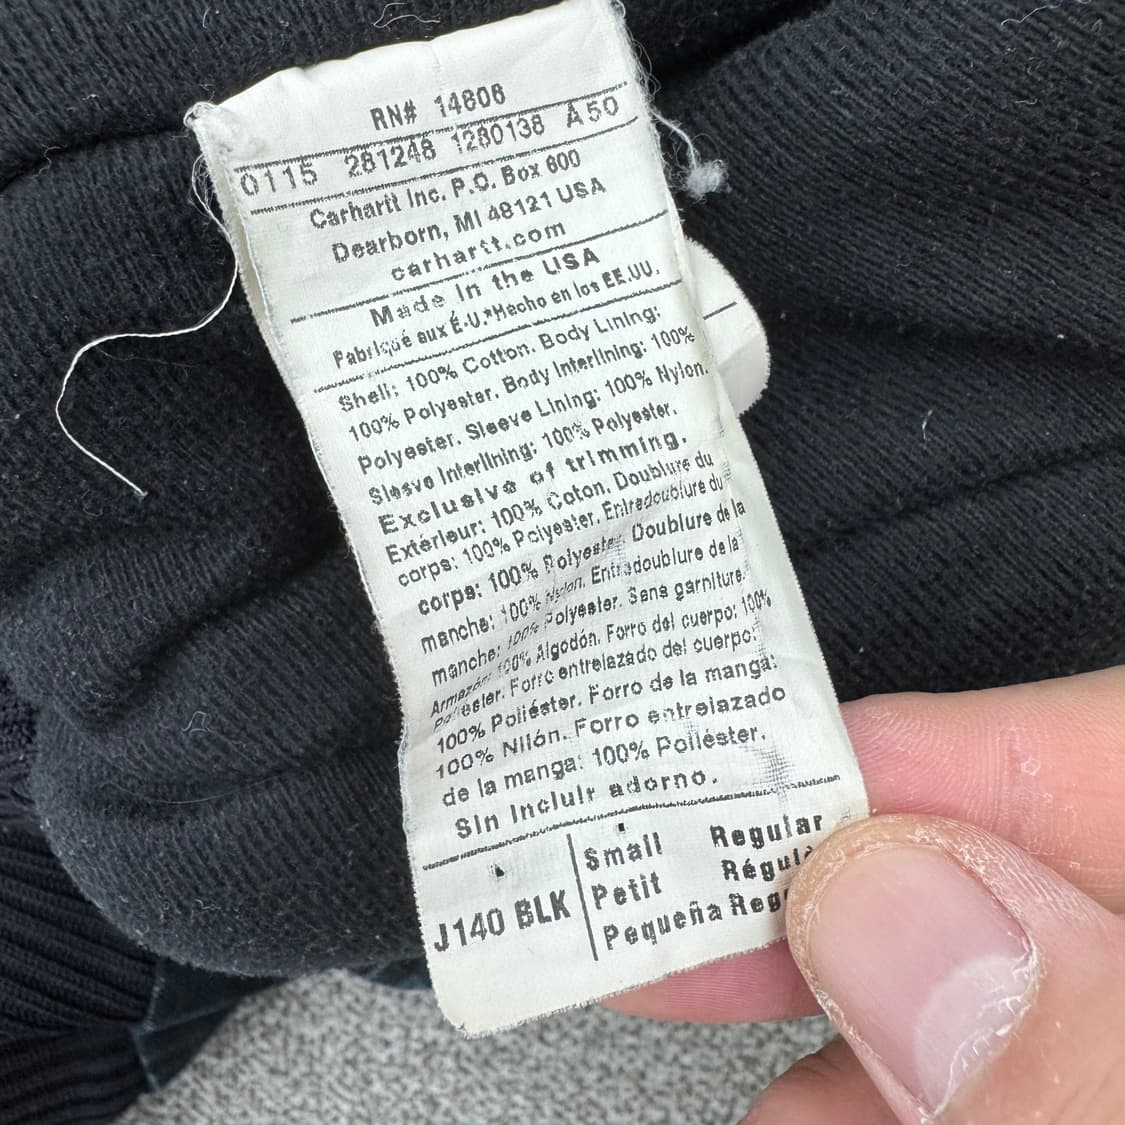 RN# 14806
0115 281248 1280138 A50
Carhartt Inc. P.O. Box 600
Dearborn, MI 48121 USA
carhartt.com
Made in the USA
Fabriqué aux É-U.*Hecho en los EE.UU.
Shell: 100% Cotton. Body Lining:
100% Polyester. Body Interlining: 100%
Polyester. Sleeve Lining: 100% Nylon.
Sleeve Interlining: 100% Polyester.
Exclusive of trimming.
Extérieur: 100% Coton. Doublure du
corps: 100% Polyester. Entredoublure du
corps: 100% Polyester. Doublure de la
manche: 100% Nylon. Entredoublure de la
manche: 100% Polyester. Sans garniture.
Armazón: 100% Algodón. Forro del cuerpo: 100%
Poliéster. Forro entrelazado del cuerpo:
100% Poliéster. Forro de la manga:
100% Nilón. Forro entrelazado
de la manga: 100% Poliéster.
Sin incluir adorno.
J140 BLK
Small Regular
Petit
Pequeña